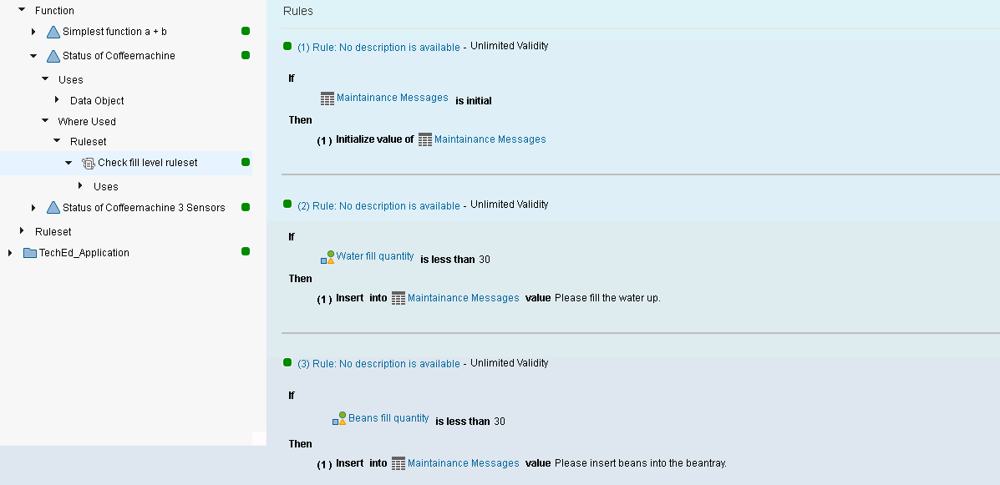 Function
Simplest function a + b
Status of Coffeemachine
Uses
Data Object
Where Used
Ruleset
Check fill level ruleset
Uses
Status of Coffeemachine 3 Sensors
Ruleset
TechEd_Application
Rules
(1) Rule: No description is available - Unlimited Validity
If
Maintainance Messages is initial
Then
(1) Initialize value of Maintainance Messages
(2) Rule: No description is available - Unlimited Validity
If
Water fill quantity is less than 30
Then
(1) Insert into Maintainance Messages value Please fill the water up.
(3) Rule: No description is available - Unlimited Validity
If
Beans fill quantity is less than 30
Then
(1) Insert into Maintainance Messages value Please insert beans into the beantray.